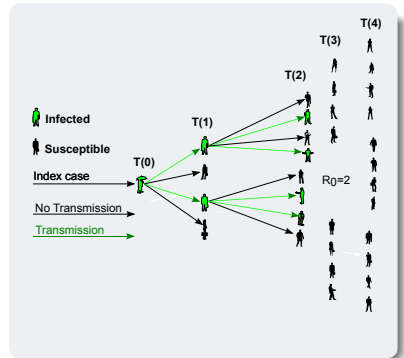 T(4)
T(3)
T(2)
T(1)
Infected
Susceptible
T(0)
Index case
R0=2
No Transmission
Transmission